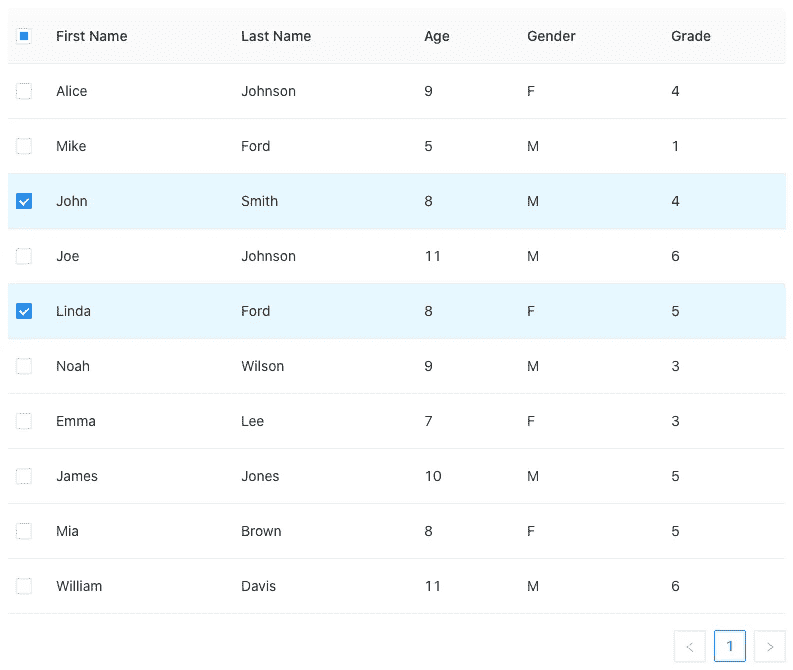 First Name Last Name Age Gender Grade
Alice Johnson 9 F 4
Mike Ford 5 M 1
John Smith 8 M 4
Joe Johnson 11 M 6
Linda Ford 8 F 5
Noah Wilson 9 M 3
Emma Lee 7 F 3
James Jones 10 M 5
Mia Brown 8 F 5
William Davis 11 M 6
< 1 >